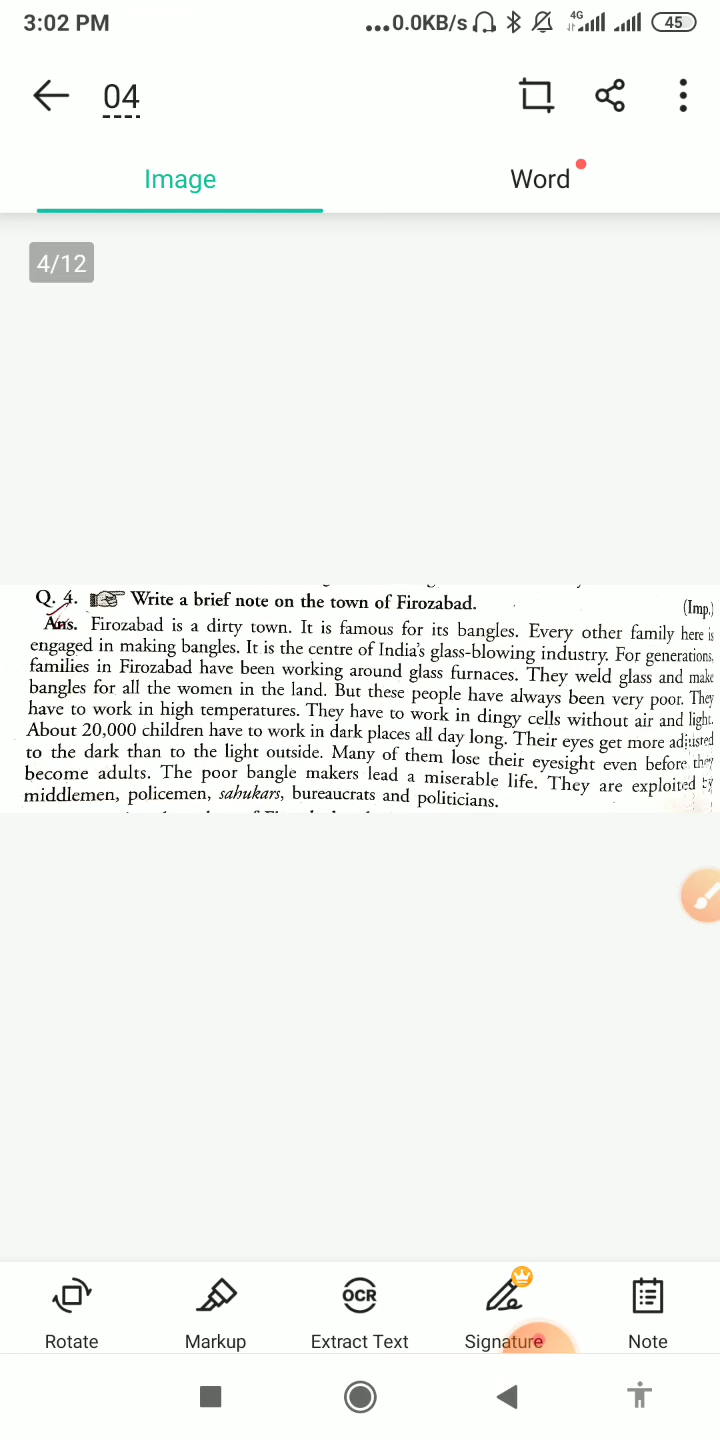 3:02 PM ...0.0KB/s 4G 45
04
Image Word
4/12
Q. 4. Write a brief note on the town of Firozabad. (Imp.)
Ans. Firozabad is a dirty town. It is famous for its bangles. Every other family here is
engaged in making bangles. It is the centre of India's glass-blowing industry. For generations,
families in Firozabad have been working around glass furnaces. They weld glass and make
bangles for all the women in the land. But these people have always been very poor. They
have to work in high temperatures. They have to work in dingy cells without air and light.
About 20,000 children have to work in dark places all day long. Their eyes get more adjusted
to the dark than to the light outside. Many of them lose their eyesight even before they
become adults. The poor bangle makers lead a miserable life. They are exploited by
middlemen, policemen, sahukars, bureaucrats and politicians.
OCR
Rotate Markup Extract Text Signature Note